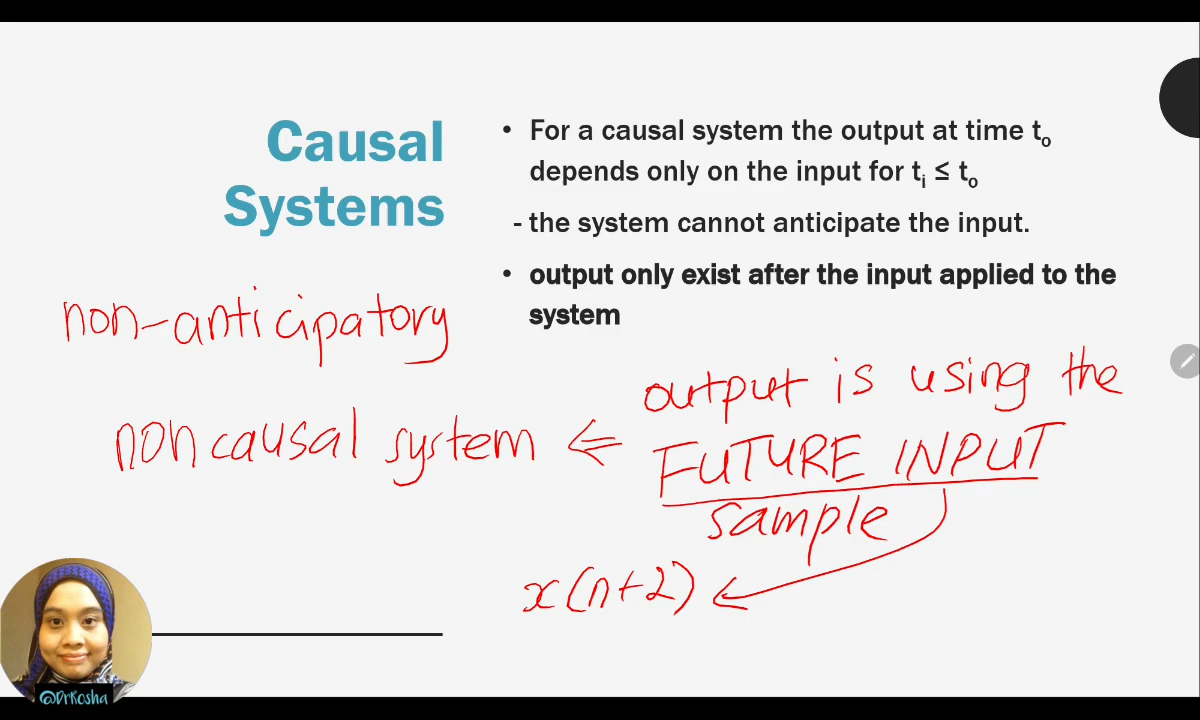 Causal
Systems
• For a causal system the output at time to
depends only on the input for ti ≤ to
- the system cannot anticipate the input.
• output only exist after the input applied to the
system
non-anticipatory
output is using the
noncausal system ⇐ FUTURE INPUT
sample
x(n+2)
@DrRosha